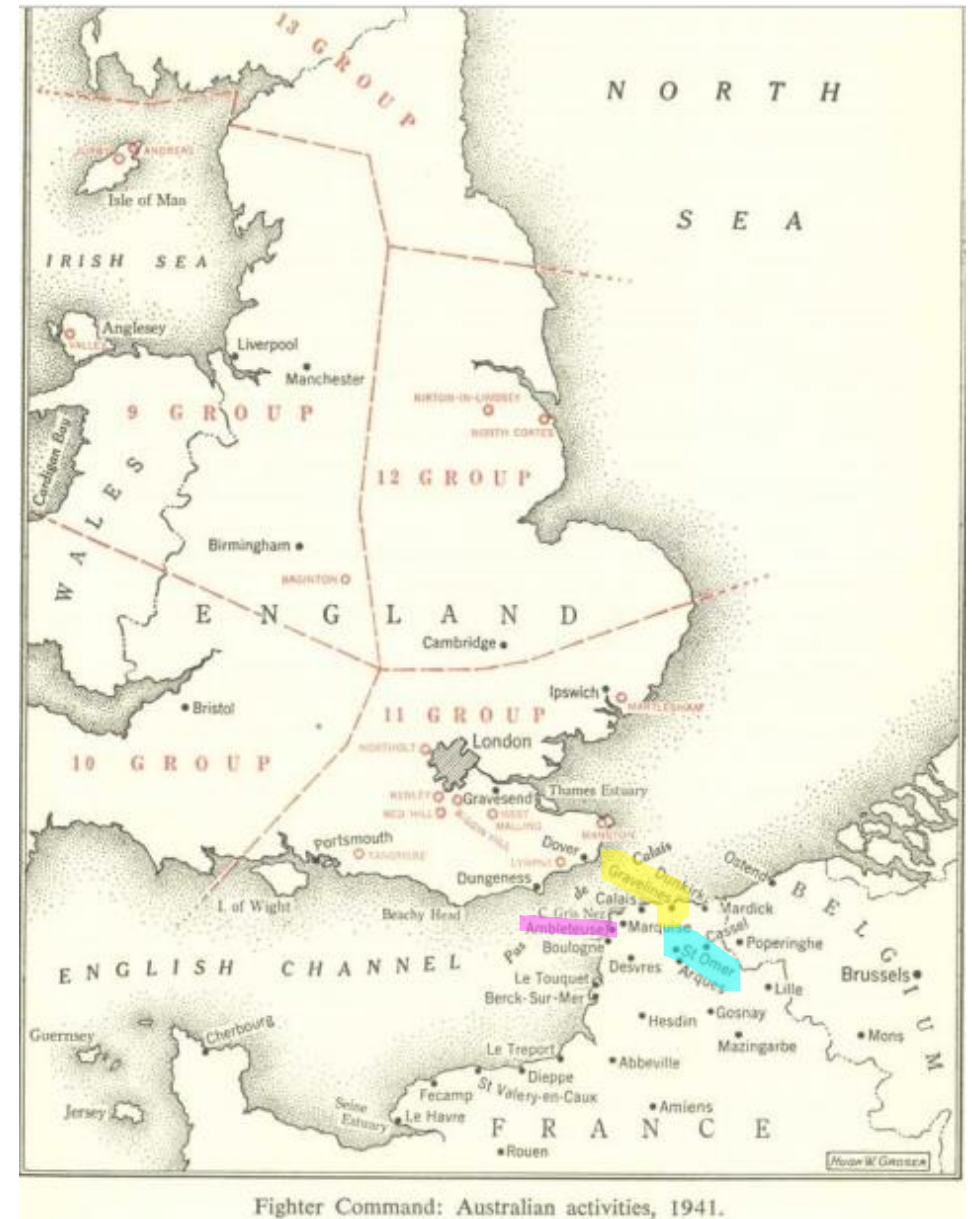 13 GROUP
NORTH
SEA
JURBY
ANDREAS
Isle of Man
IRISH SEA
Anglesey
VALLEY
Liverpool
Manchester
9 GROUP
KIRTON-IN-LINDSEY
NORTH COATES
12 GROUP
Cardigan Bay
WALES
Birmingham
BAGINTON
ENGLAND
Cambridge
Ipswich
MARTLESHAM
Bristol
11 GROUP
10 GROUP
NORTHOLT
London
KENLEY
Gravesend
Thames Estuary
RED HILL
BIGGIN HILL
WEST
MALLING
MANSTON
Portsmouth
TANGMERE
Dover
LYMPNE
Dungeness
I. of Wight
Beachy Head
Pas de Calais
Gravelines
Dunkirk
Ostend
BELGIUM
Calais
Mardick
C. Gris Nez
Ambleteuse
Marquise
Cassel
Poperinghe
Boulogne
St Omer
Desvres
Arques
Brussels
ENGLISH CHANNEL
Le Touquet
Lille
Berck-Sur-Mer
Hesdin
Gosnay
Mazingarbe
Mons
Guernsey
Cherbourg
Le Treport
Abbeville
Dieppe
St Valery-en-Caux
Fecamp
Jersey
Seine
Estuary
Le Havre
Amiens
FRANCE
Rouen
HUGH W. GROSER
Fighter Command: Australian activities, 1941.